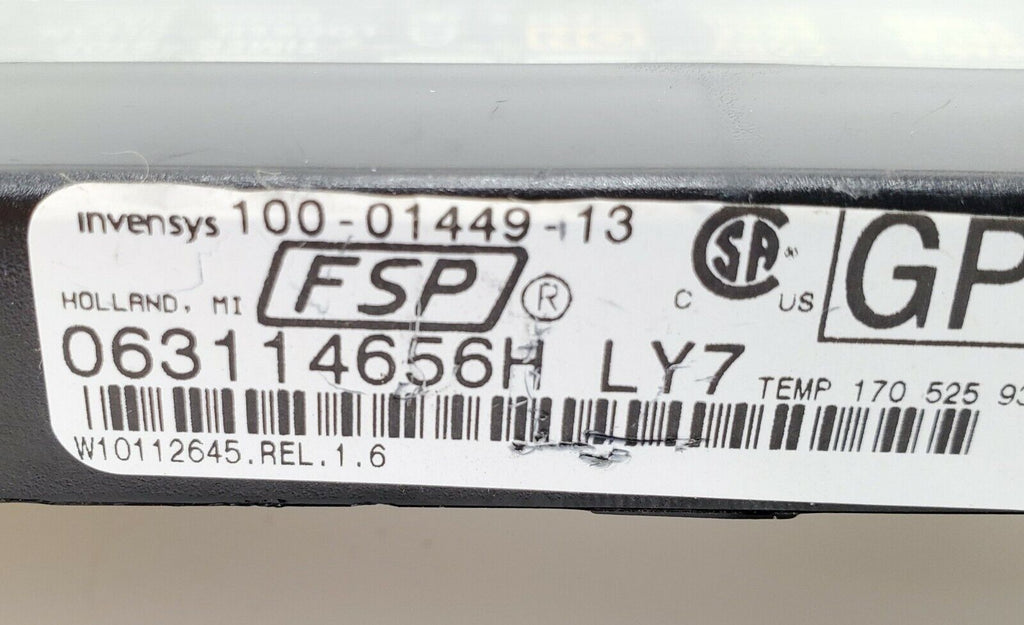 invensys 100-01449-13
HOLLAND, MI FSP ®
C SA US
GP
063114656H LY7 TEMP 170 525 93
W10112645.REL.1.6